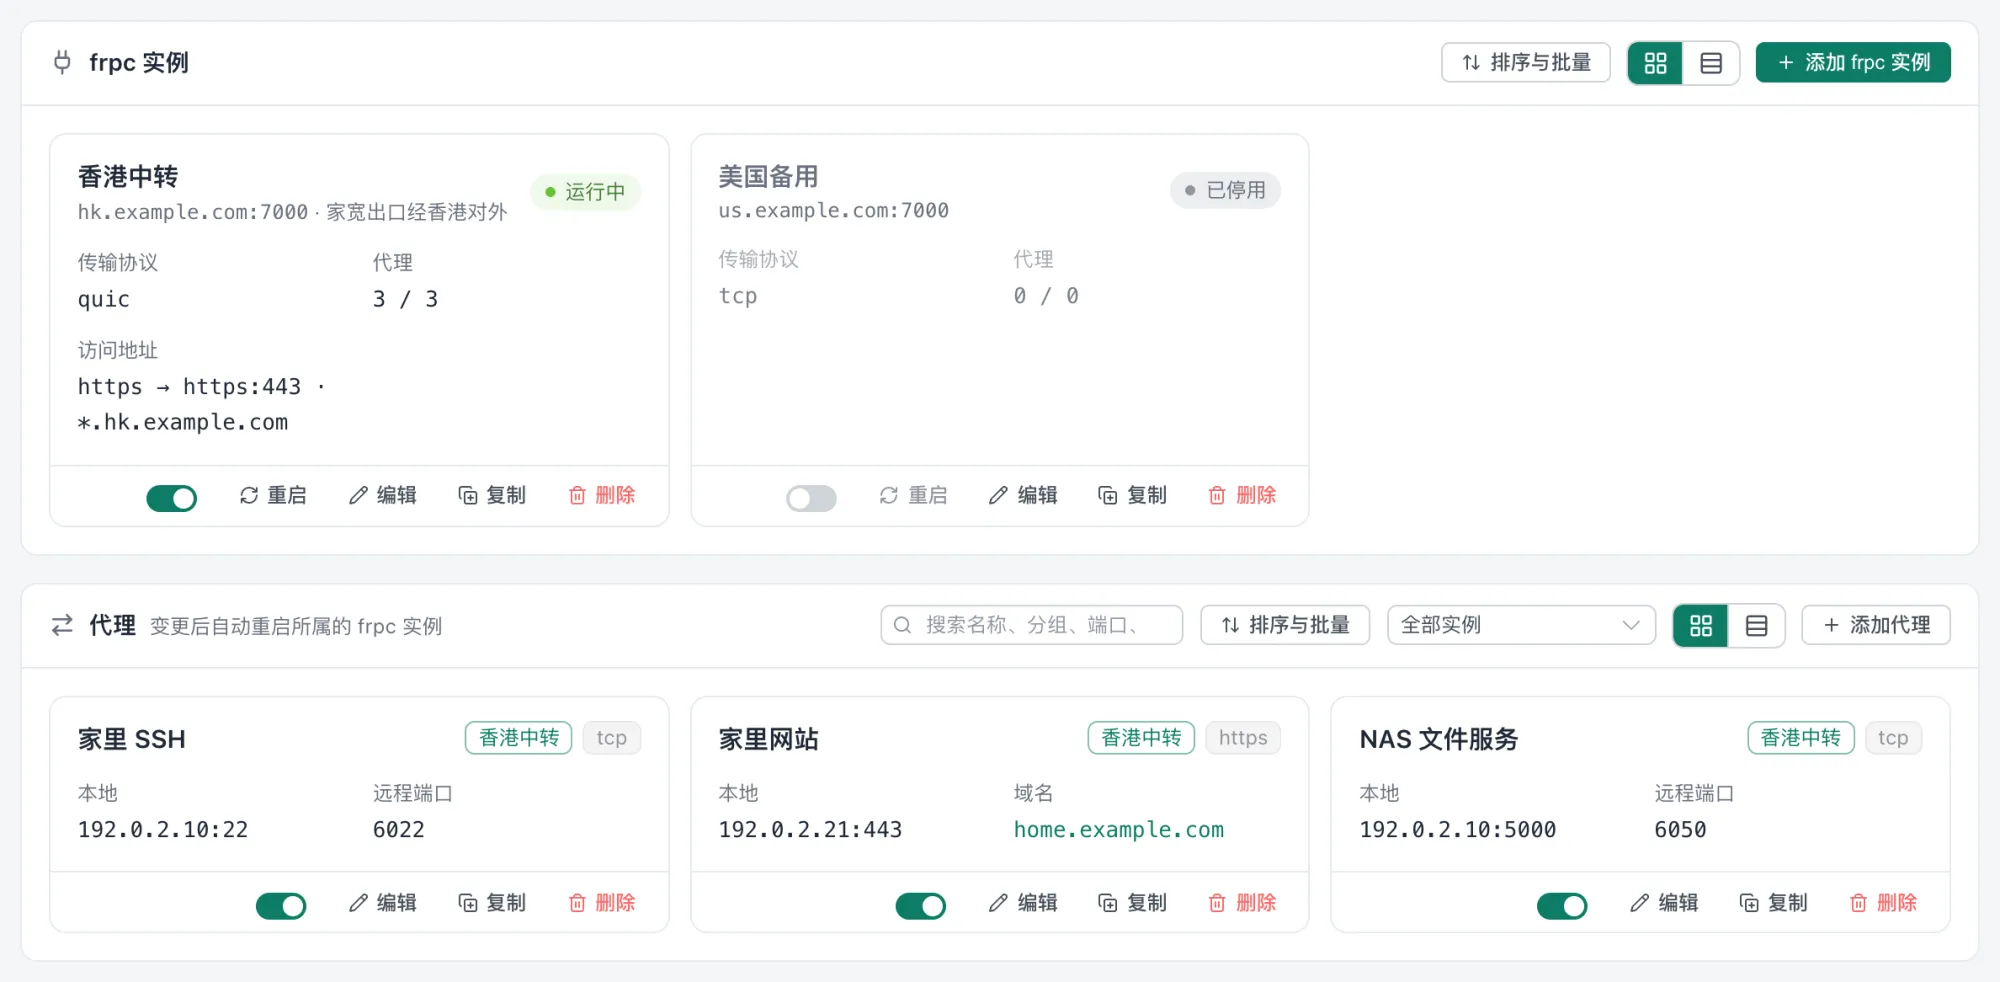 frpc 实例
排序与批量
添加 frpc 实例
香港中转
运行中
hk.example.com:7000 · 家宽出口经香港对外
传输协议
代理
quic
3 / 3
访问地址
https → https:443 ·
*.hk.example.com
重启
编辑
复制
删除
美国备用
已停用
us.example.com:7000
传输协议
代理
tcp
0 / 0
重启
编辑
复制
删除
代理 变更后自动重启所属的 frpc 实例
搜索名称、分组、端口、
排序与批量
全部实例
添加代理
家里 SSH
香港中转
tcp
本地
远程端口
192.0.2.10:22
6022
编辑
复制
删除
家里网站
香港中转
https
本地
域名
192.0.2.21:443
home.example.com
编辑
复制
删除
NAS 文件服务
香港中转
tcp
本地
远程端口
192.0.2.10:5000
6050
编辑
复制
删除